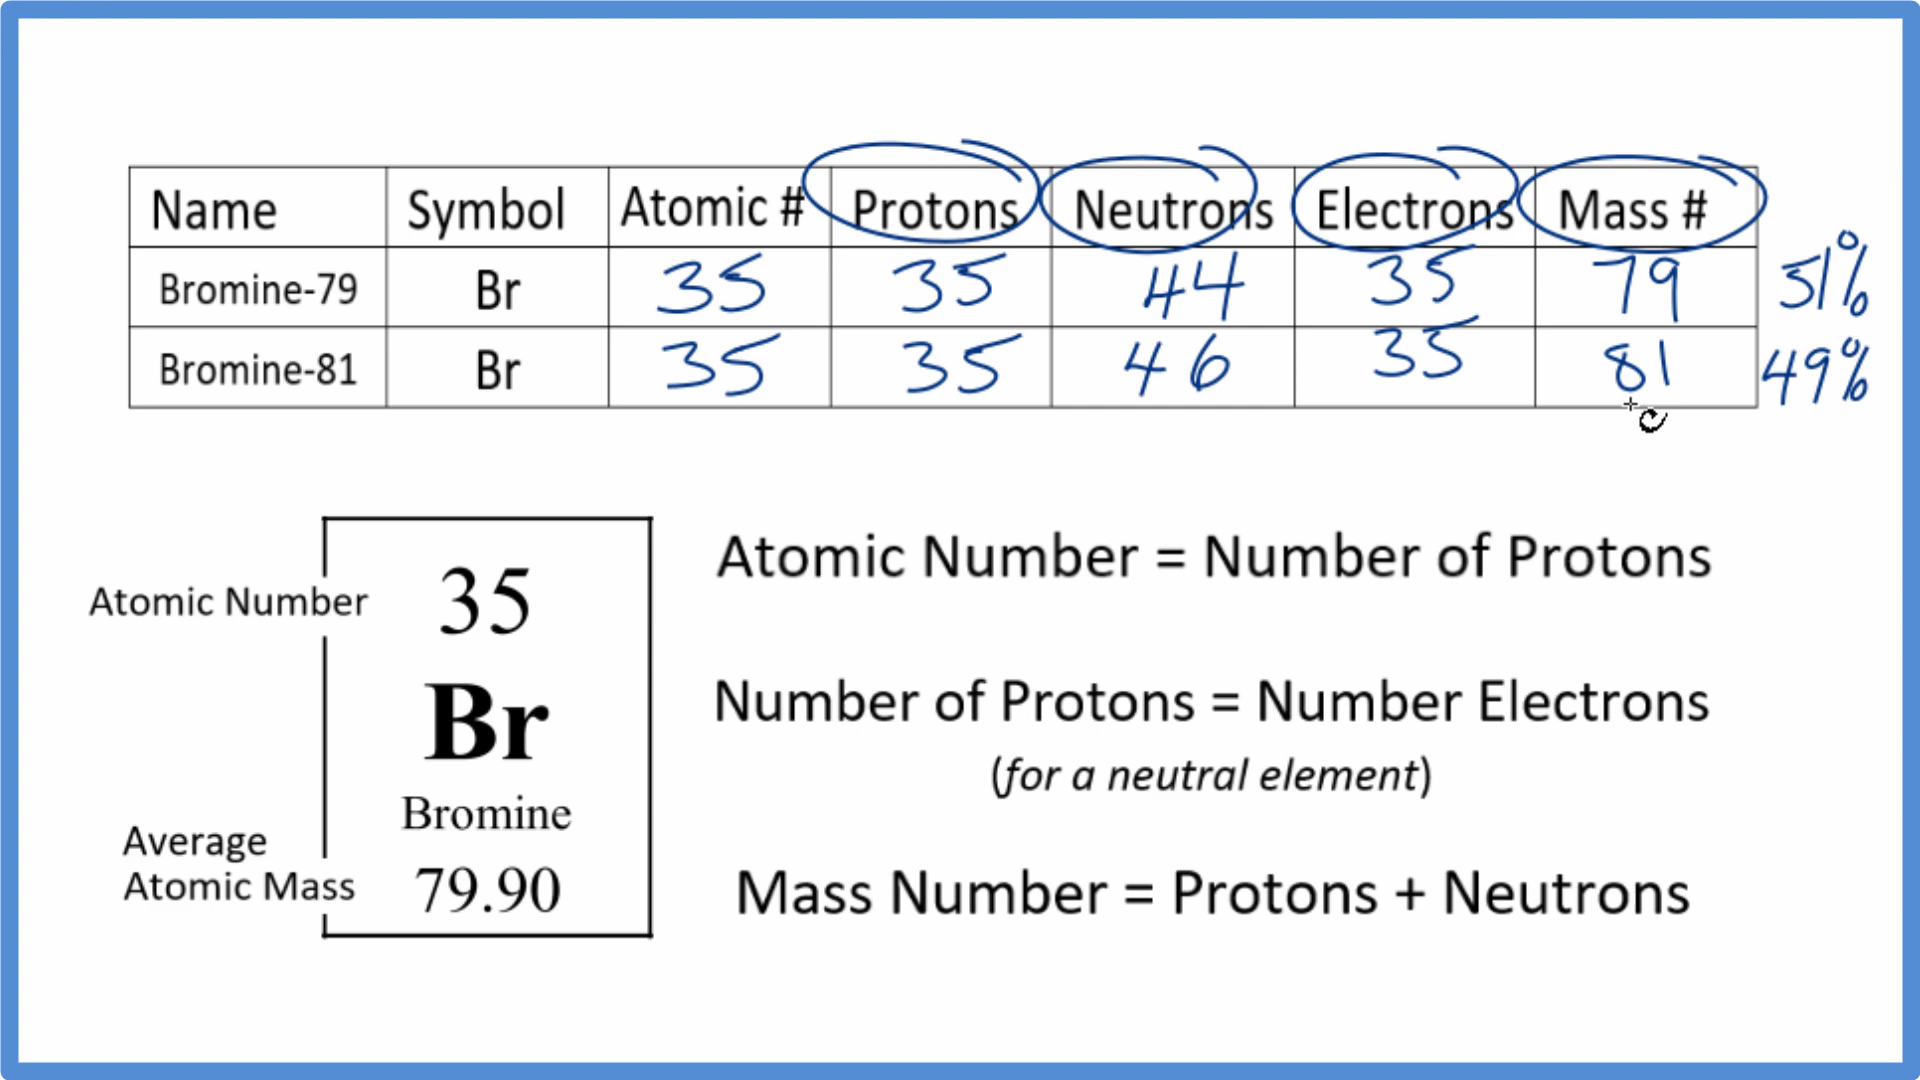 Name Symbol Atomic # Protons Neutrons Electrons Mass #
Bromine-79 Br 35 35 44 35 79 51%
Bromine-81 Br 35 35 46 35 81 49%
Atomic Number
35
Br
Bromine
Average
Atomic Mass
79.90
Atomic Number = Number of Protons
Number of Protons = Number Electrons
(for a neutral element)
Mass Number = Protons + Neutrons